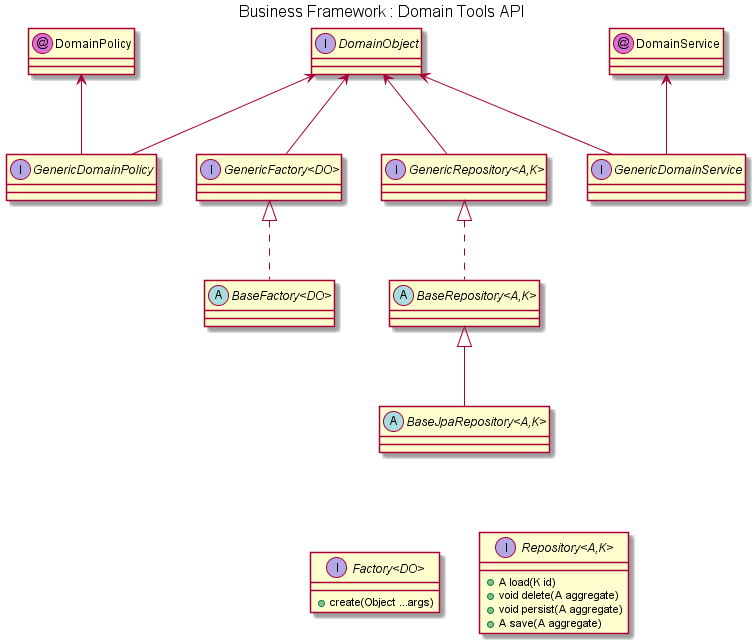 Business Framework : Domain Tools API
@ DomainPolicy
I DomainObject
@ DomainService
I GenericDomainPolicy
I GenericFactory<DO>
I GenericRepository<A,K>
I GenericDomainService
A BaseFactory<DO>
A BaseRepository<A,K>
A BaseJpaRepository<A,K>
I Factory<DO>
create(Object ...args)
I Repository<A,K>
A load(K id)
void delete(A aggregate)
void persist(A aggregate)
A save(A aggregate)